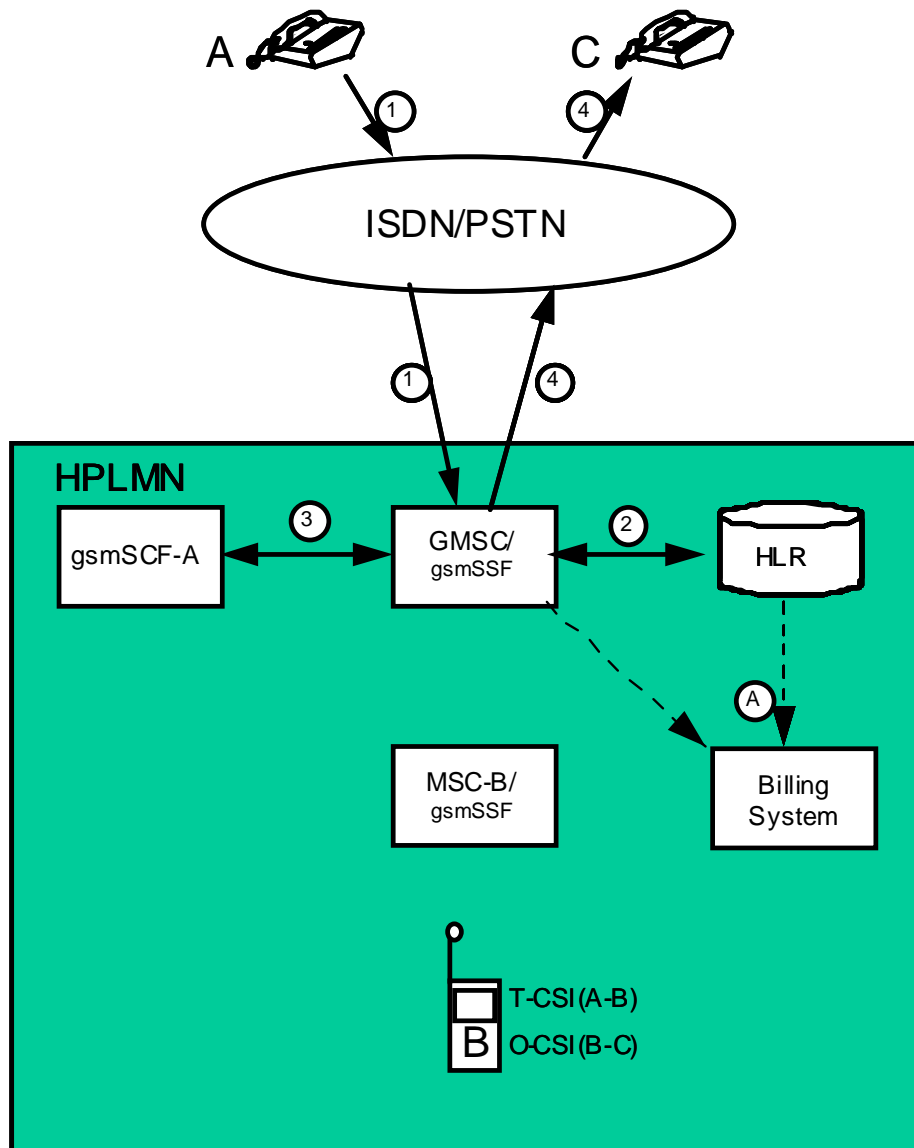 A
C
1
4
ISDN/PSTN
1
4
HPLMN
gsmSCF-A
3
GMSC/
gsmSSF
2
HLR
A
MSC-B/
gsmSSF
Billing
System
T-CSI(A-B)
B
O-CSI(B-C)